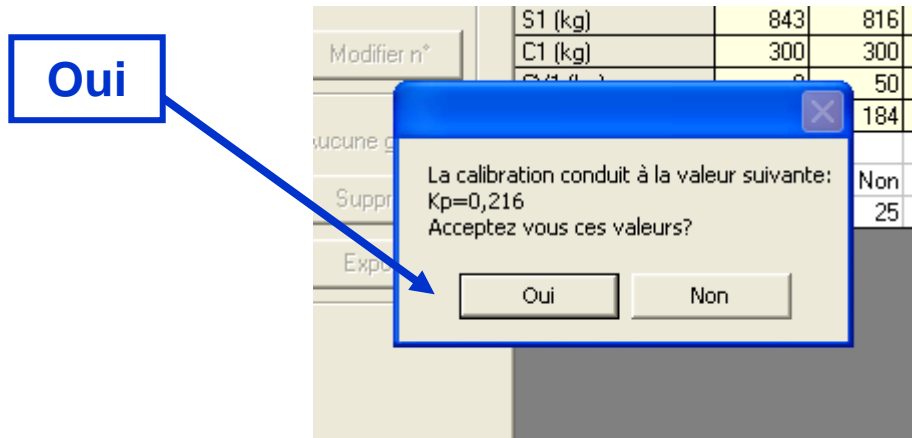 Oui
S1 (kg) 843 816
Modifier n° C1 (kg) 300 300
50
184
La calibration conduit à la valeur suivante:
Non
Kp=0,216
25
Acceptez vous ces valeurs?
Oui Non